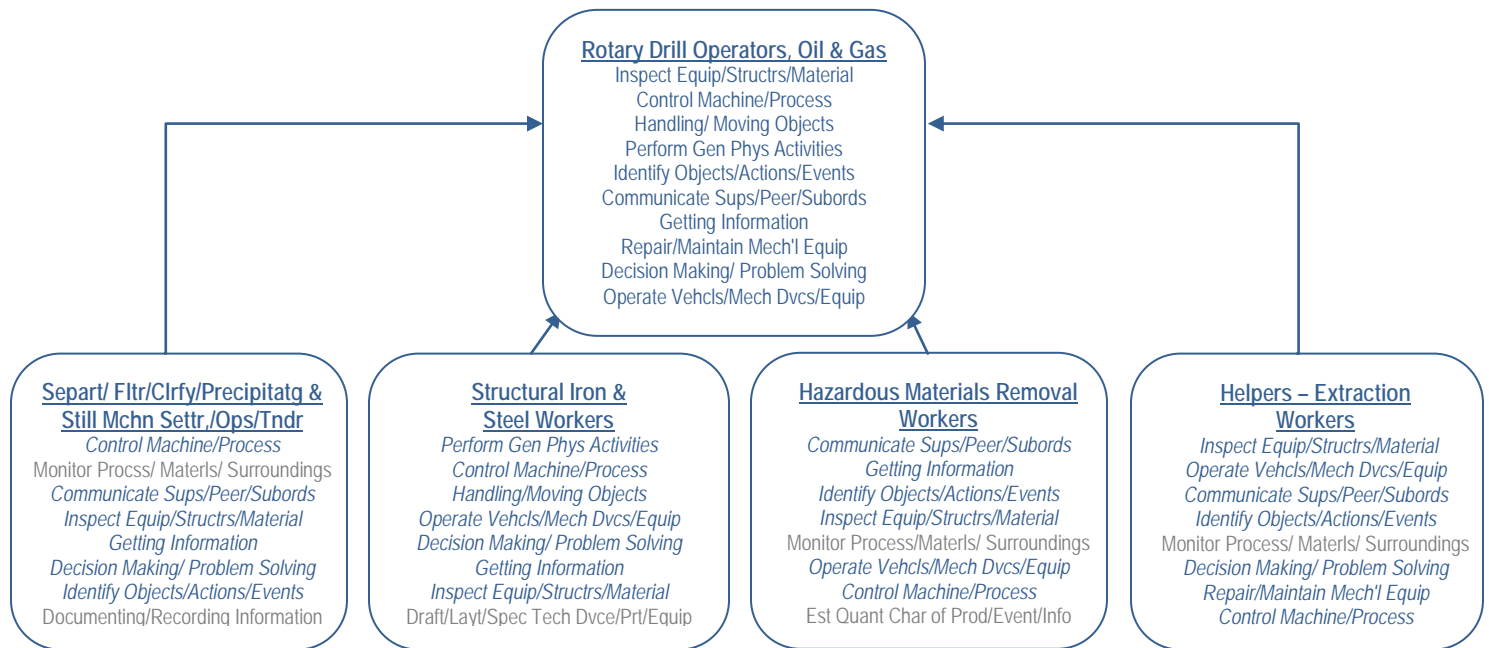 Rotary Drill Operators, Oil & Gas
Inspect Equip/Structrs/Material
Control Machine/Process
Handling/ Moving Objects
Perform Gen Phys Activities
Identify Objects/Actions/Events
Communicate Sups/Peer/Subords
Getting Information
Repair/Maintain Mech'l Equip
Decision Making/ Problem Solving
Operate Vehcls/Mech Dvcs/Equip
Separt/ Fltr/Clrfy/Precipitatg &
Still Mchn Settr,/Ops/Tndr
Control Machine/Process
Monitor Procss/ Materls/ Surroundings
Communicate Sups/Peer/Subords
Inspect Equip/Structrs/Material
Getting Information
Decision Making/ Problem Solving
Identify Objects/Actions/Events
Documenting/Recording Information
Structural Iron &
Steel Workers
Perform Gen Phys Activities
Control Machine/Process
Handling/Moving Objects
Operate Vehcls/Mech Dvcs/Equip
Decision Making/ Problem Solving
Getting Information
Inspect Equip/Structrs/Material
Draft/Layt/Spec Tech Dvce/Prt/Equip
Hazardous Materials Removal
Workers
Communicate Sups/Peer/Subords
Getting Information
Identify Objects/Actions/Events
Inspect Equip/Structrs/Material
Monitor Process/Materls/ Surroundings
Operate Vehcls/Mech Dvcs/Equip
Control Machine/Process
Est Quant Char of Prod/Event/Info
Helpers – Extraction
Workers
Inspect Equip/Structrs/Material
Operate Vehcls/Mech Dvcs/Equip
Communicate Sups/Peer/Subords
Identify Objects/Actions/Events
Monitor Process/ Materls/ Surroundings
Decision Making/ Problem Solving
Repair/Maintain Mech'l Equip
Control Machine/Process